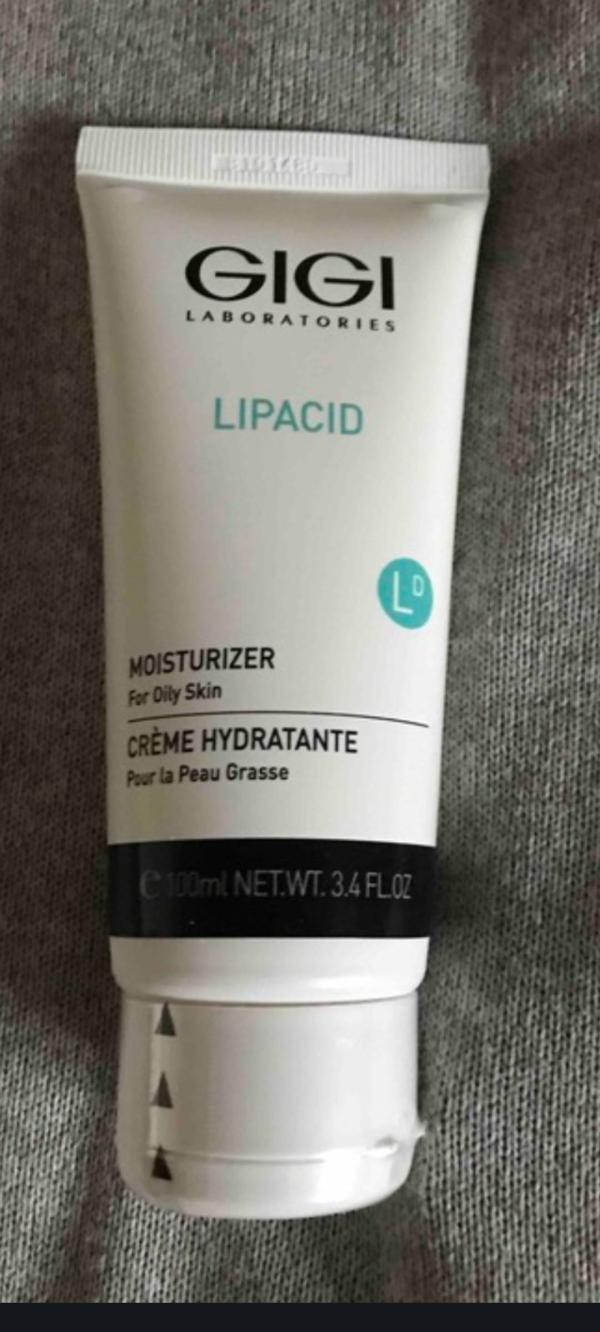 GIGI
LABORATORIES
LIPACID
LD
MOISTURIZER
For Oily Skin
CRÈME HYDRATANTE
Pour la Peau Grasse
℮ 100ml NET.WT. 3.4 FL.OZ